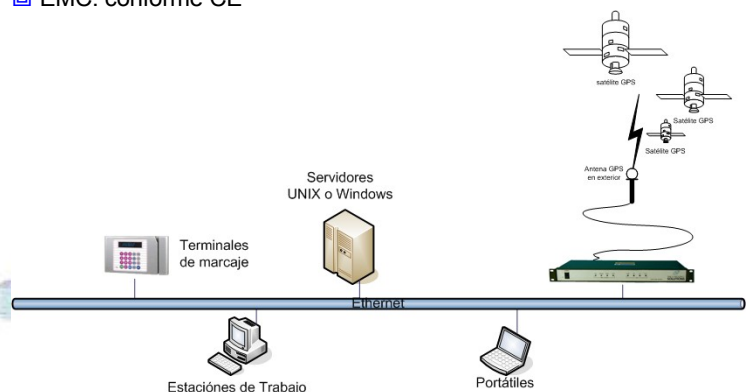 EMC: conforme CE
satélite GPS
Satélite GPS
Satélite GPS
Antena GPS
en exterior
Servidores
UNIX o Windows
Terminales
de marcaje
Ethernet
Estaciónes de Trabajo
Portátiles